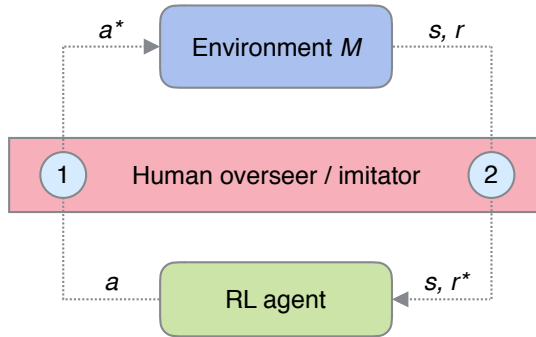 a*
Environment M
s, r
1
Human overseer / imitator
2
a
RL agent
s, r*